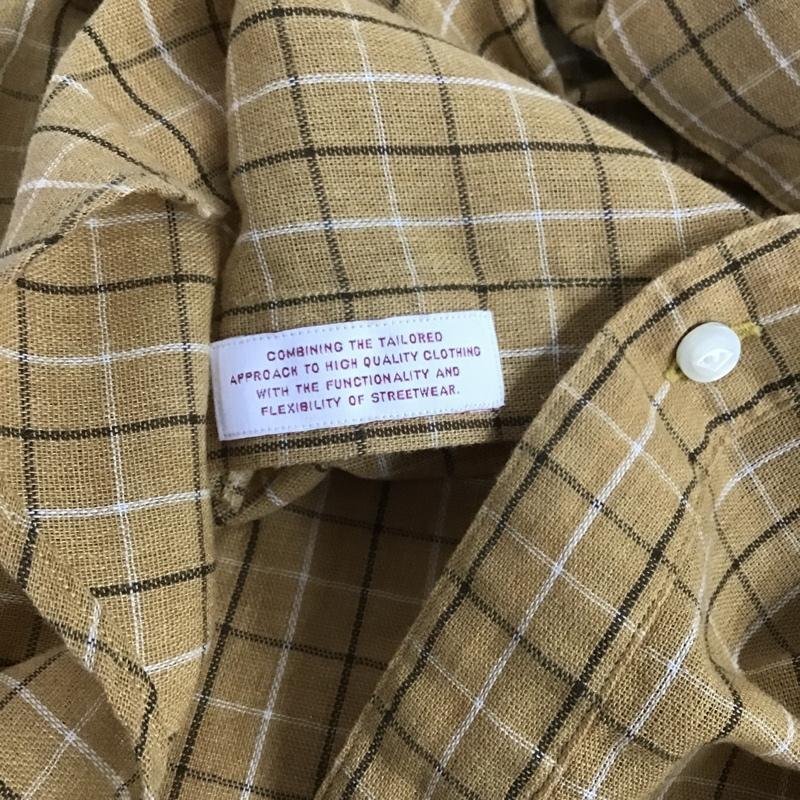 COMBINING THE TAILORED
APPROACH TO HIGH QUALITY CLOTHING
WITH THE FUNCTIONALITY AND
FLEXIBILITY OF STREETWEAR.